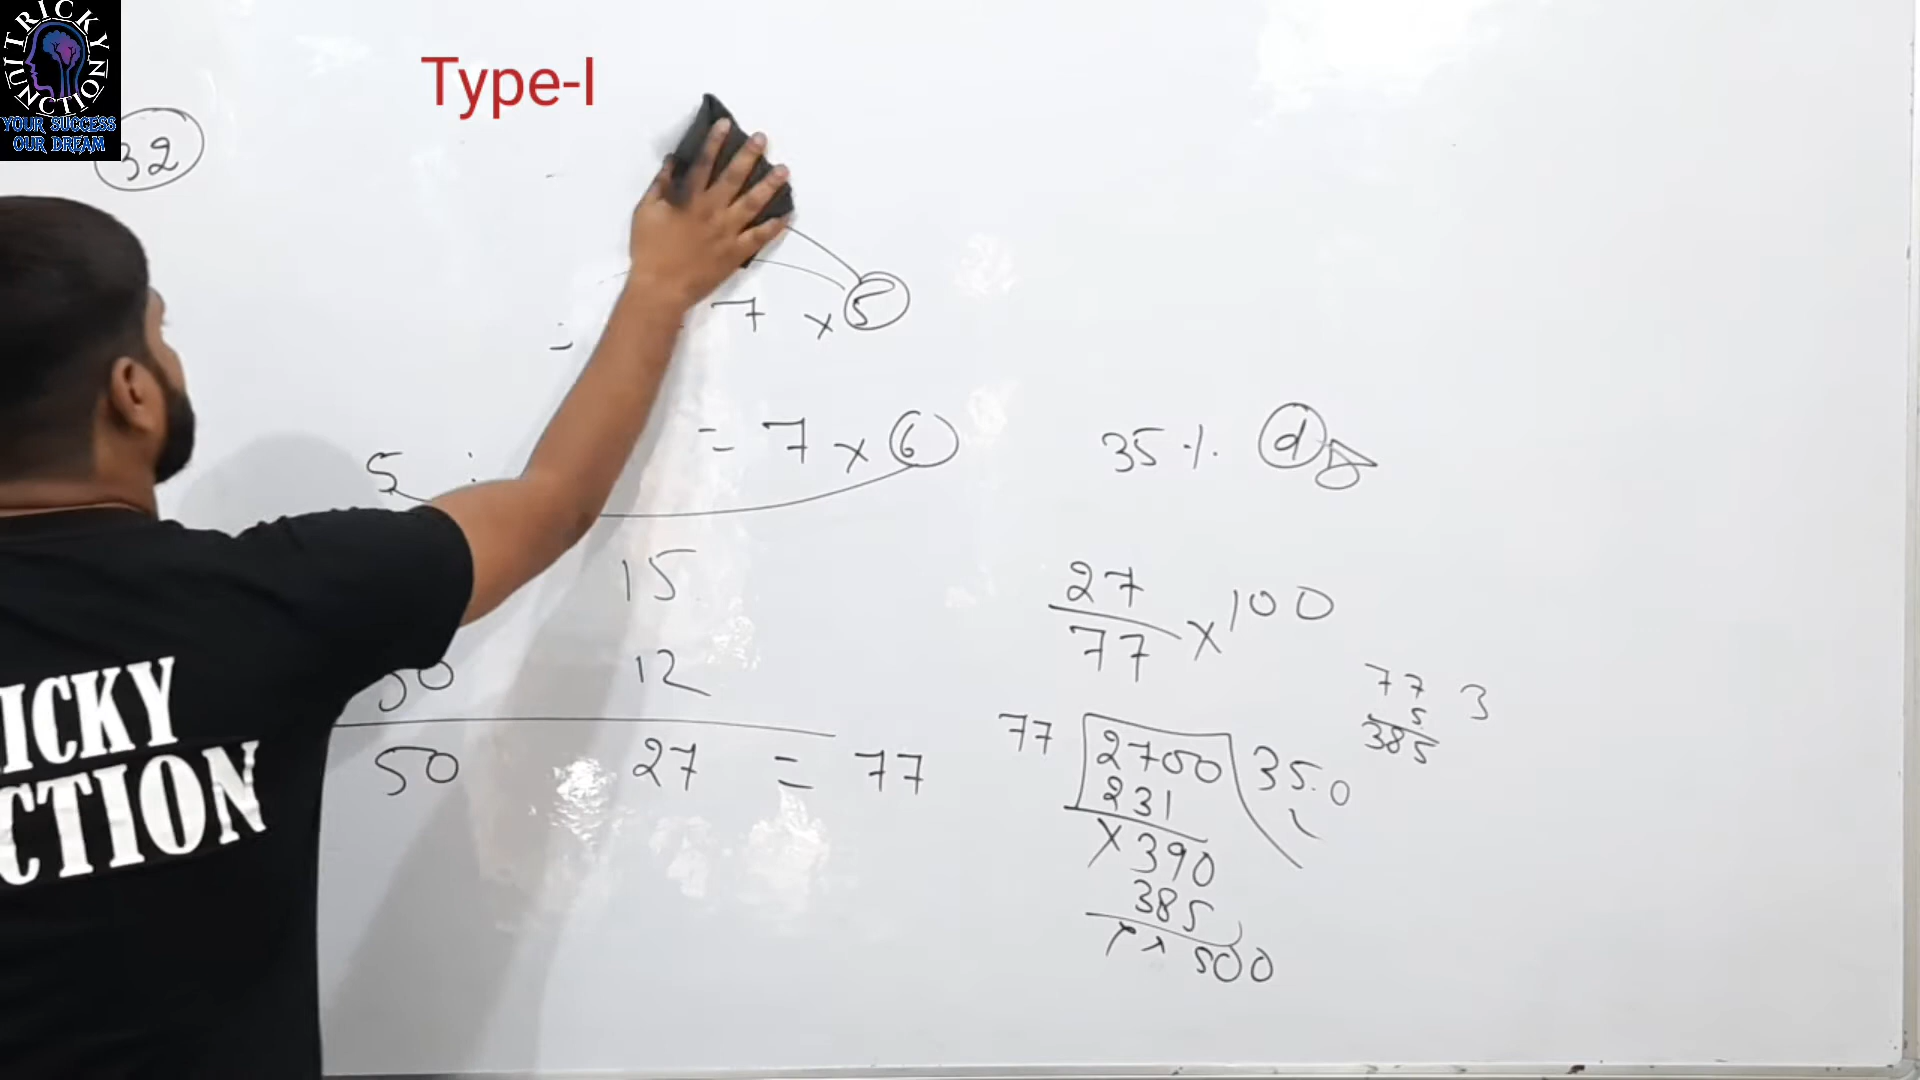 TRICKY JUNCTION
YOUR SUCCESS
OUR DREAM
Type-I
32
= 7 × 5
5 : = 7 × 6
35% d
15
12
50 27 = 77
27/77 × 100
77 3
5
385
77 2700 35.0
231
× 390
385
×× 500
ICKY
CTION